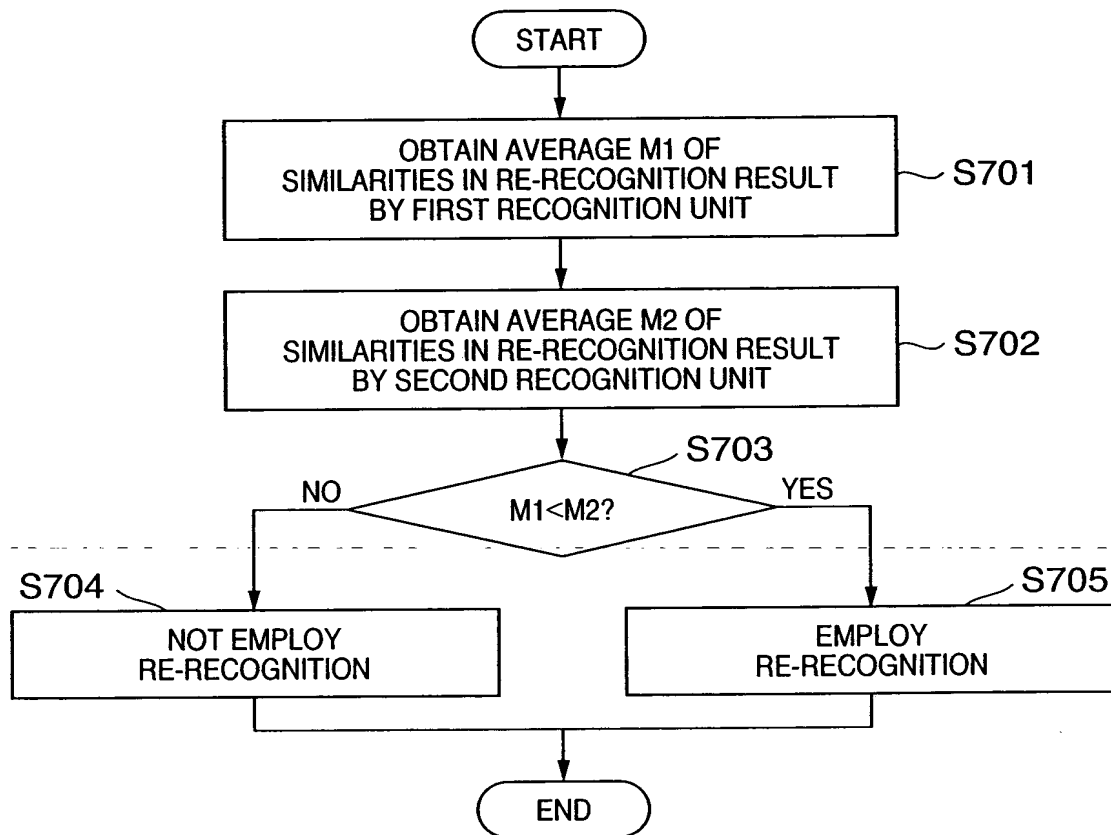 START
OBTAIN AVERAGE M1 OF
SIMILARITIES IN RE-RECOGNITION RESULT
BY FIRST RECOGNITION UNIT
S701
OBTAIN AVERAGE M2 OF
SIMILARITIES IN RE-RECOGNITION RESULT
BY SECOND RECOGNITION UNIT
S702
S703
NO
M1<M2?
YES
S704
NOT EMPLOY
RE-RECOGNITION
S705
EMPLOY
RE-RECOGNITION
END